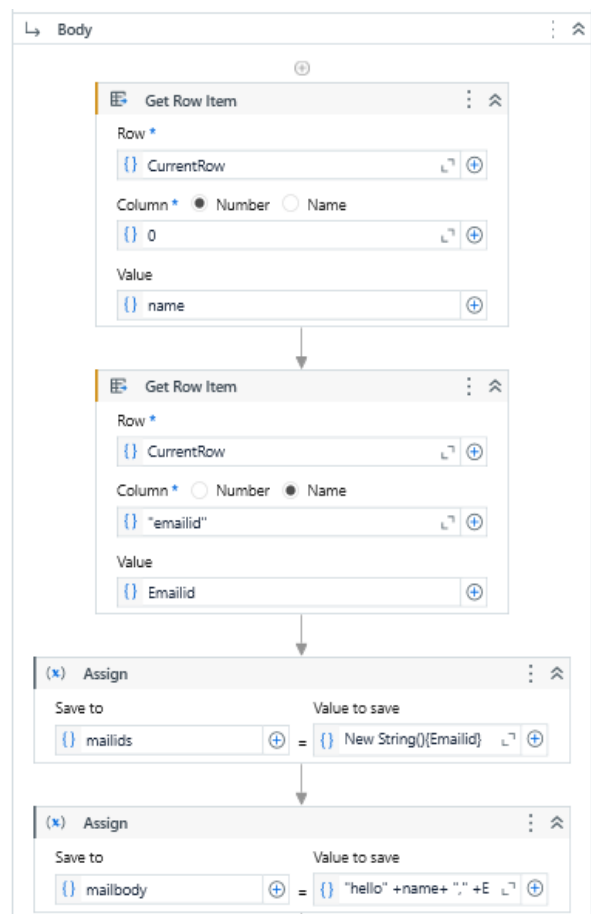 Body
Get Row Item
Row *
{} CurrentRow
Column * Number Name
{} 0
Value
{} name
Get Row Item
Row *
{} CurrentRow
Column * Number Name
{} "emailid"
Value
{} Emailid
(x) Assign
Save to Value to save
{} mailids = {} New String(){Emailid}
(x) Assign
Save to Value to save
{} mailbody = {} "hello" +name+ "," +E